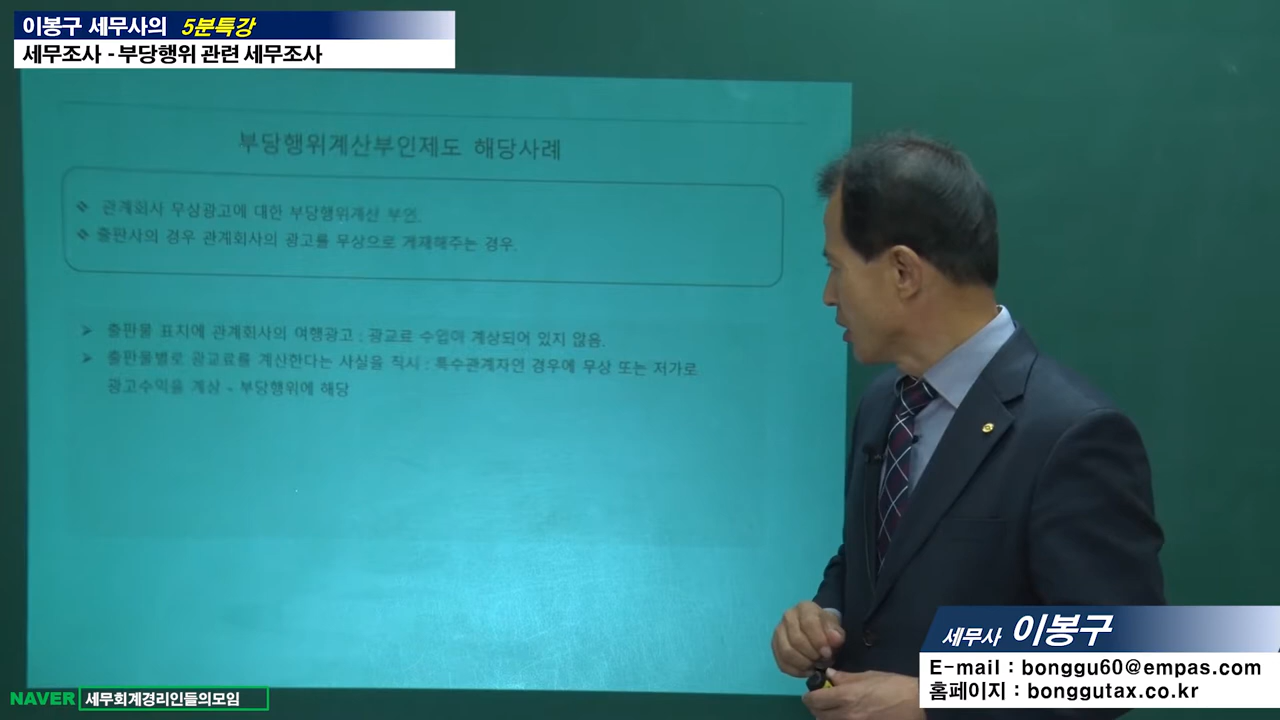 이봉구 세무사의 5분특강
세무조사 - 부당행위 관련 세무조사
부당행위계산부인제도 해당사례
❖ 관계회사 무상광고에 대한 부당행위계산 부인.
❖ 출판사의 경우 관계회사의 광고를 무상으로 게재해주는 경우.
➢ 출판물 표지에 관계회사의 여행광고 : 광교료 수입에 계상되어 있지 않음.
➢ 출판물별로 광교료를 계산한다는 사실을 적시 : 특수관계자인 경우에 무상 또는 저가로
광고수익을 계상 - 부당행위에 해당
세무사 이봉구
E-mail : bonggu60@empas.com
홈페이지 : bonggutax.co.kr
NAVER 세무회계경리인들의모임